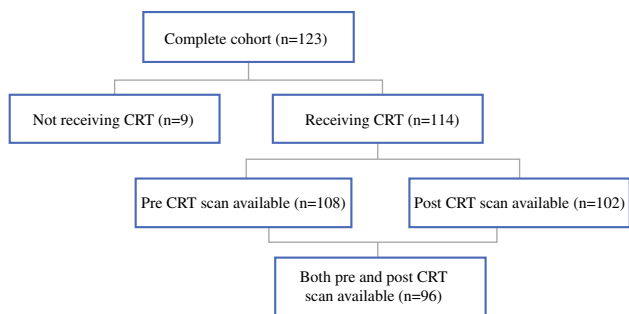 Complete cohort (n=123)
Not receiving CRT (n=9)
Receiving CRT (n=114)
Pre CRT scan available (n=108)
Post CRT scan available (n=102)
Both pre and post CRT
scan available (n=96)